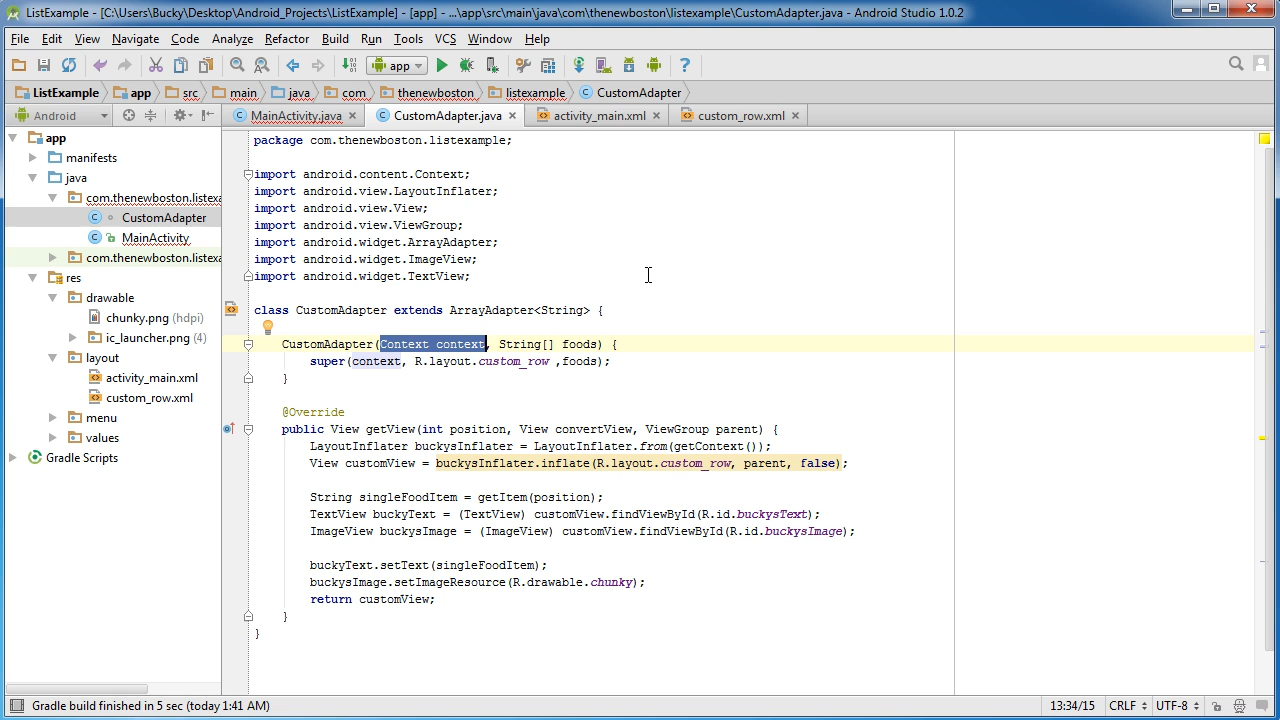 ListExample - [C:\Users\Bucky\Desktop\Android_Projects\ListExample] - [app] - ...\app\src\main\java\com\thenewboston\listexample\CustomAdapter.java - Android Studio 1.0.2
File Edit View Navigate Code Analyze Refactor Build Run Tools VCS Window Help
app
ListExample app src main java com thenewboston listexample CustomAdapter
Android MainActivity.java CustomAdapter.java activity_main.xml custom_row.xml
app
manifests
java
com.thenewboston.listexa
CustomAdapter
MainActivity
com.thenewboston.listexa
res
drawable
chunky.png (hdpi)
ic_launcher.png (4)
layout
activity_main.xml
custom_row.xml
menu
values
Gradle Scripts
package com.thenewboston.listexample;
import android.content.Context;
import android.view.LayoutInflater;
import android.view.View;
import android.view.ViewGroup;
import android.widget.ArrayAdapter;
import android.widget.ImageView;
import android.widget.TextView;
class CustomAdapter extends ArrayAdapter<String> {
CustomAdapter(Context context, String[] foods) {
super(context, R.layout.custom_row ,foods);
}
@Override
public View getView(int position, View convertView, ViewGroup parent) {
LayoutInflater buckysInflater = LayoutInflater.from(getContext());
View customView = buckysInflater.inflate(R.layout.custom_row, parent, false);
String singleFoodItem = getItem(position);
TextView buckyText = (TextView) customView.findViewById(R.id.buckysText);
ImageView buckysImage = (ImageView) customView.findViewById(R.id.buckysImage);
buckyText.setText(singleFoodItem);
buckysImage.setImageResource(R.drawable.chunky);
return customView;
}
}
Gradle build finished in 5 sec (today 1:41 AM) 13:34/15 CRLF UTF-8